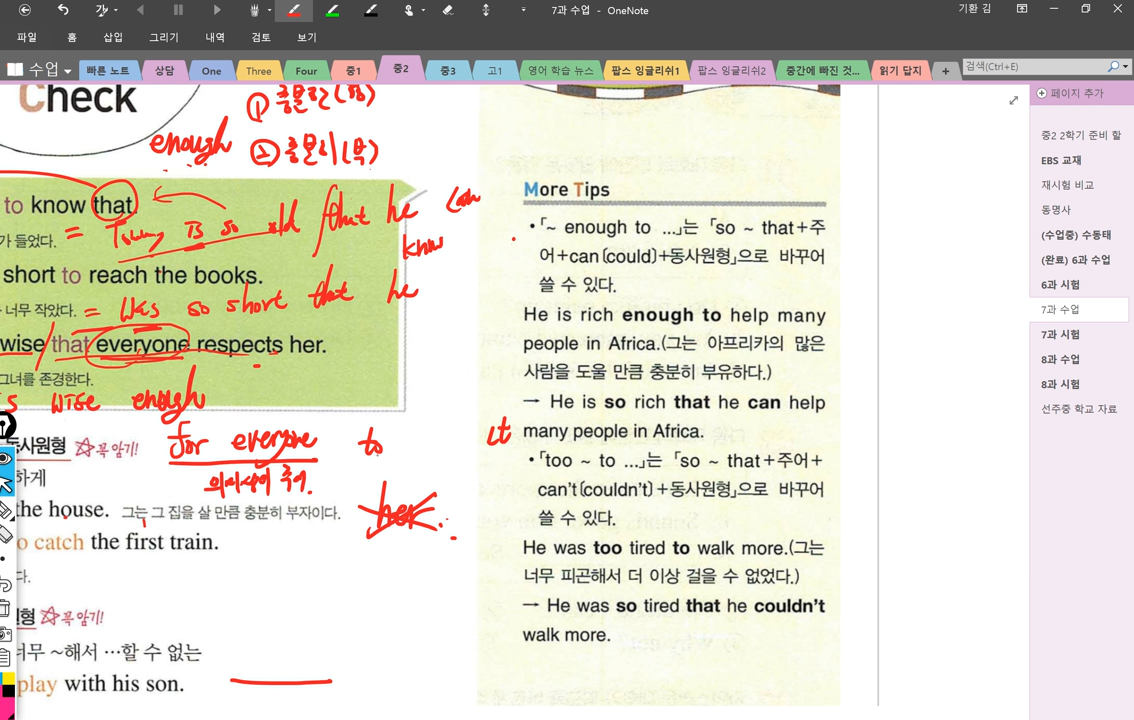 7과 수업 - OneNote
기환 김
파일 홈 삽입 그리기 내역 검토 보기
수업 빠른 노트 상담 One Three Four 중1 중2 중3 고1 영어 학습 뉴스 팝스 잉글리쉬1 팝스 잉글리쉬2 중간에 빠진 것... 읽기 답지 + 검색(Ctrl+E)
페이지 추가
중2 2학기 준비 할
EBS 교재
재시험 비교
동명사
(수업중) 수동태
(완료) 6과 수업
6과 시험
7과 수업
7과 시험
8과 수업
8과 시험
선주중 학교 자료
Check
①
enough ②
to know that.
가 들었다. = is so old that he can
know
short to reach the books.
너무 작았다. = was so short that he
wise that everyone respects her.
그녀를 존경한다.
wise enough
for everyone to
동사원형 꼭 암기!
의미상의 주어.
하게
the house. 그는 그 집을 살 만큼 충분히 부자이다. her.
o catch the first train.
다.
원형 꼭 암기!
너무 ~해서 …할 수 없는
play with his son.
More Tips
•「~ enough to ...」는 「so ~ that+주
어+can(could)+동사원형」으로 바꾸어
쓸 수 있다.
He is rich enough to help many
people in Africa.(그는 아프리카의 많은
사람을 도울 만큼 충분히 부유하다.)
→ He is so rich that he can help
many people in Africa.
•「too ~ to ...」는 「so ~ that+주어+
can't(couldn't)+동사원형」으로 바꾸어
쓸 수 있다.
He was too tired to walk more.(그는
너무 피곤해서 더 이상 걸을 수 없었다.)
→ He was so tired that he couldn't
walk more.